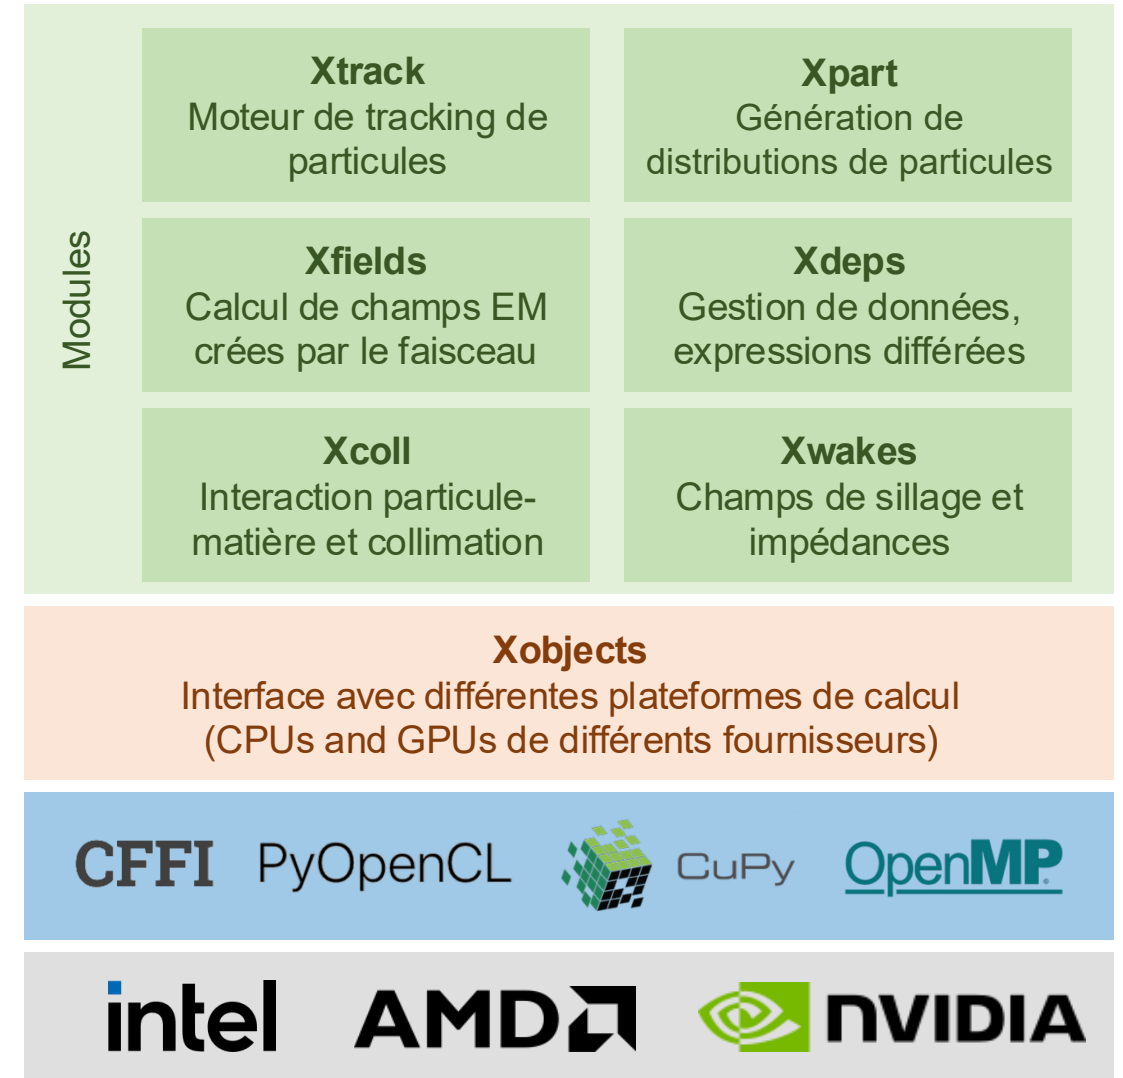 Modules
Xtrack
Moteur de tracking de
particules
Xpart
Génération de
distributions de particules
Xfields
Calcul de champs EM
crées par le faisceau
Xdeps
Gestion de données,
expressions différées
Xcoll
Interaction particule-
matière et collimation
Xwakes
Champs de sillage et
impédances
Xobjects
Interface avec différentes plateformes de calcul
(CPUs and GPUs de différents fournisseurs)
CFFI PyOpenCL CuPy OpenMP
intel AMD NVIDIA